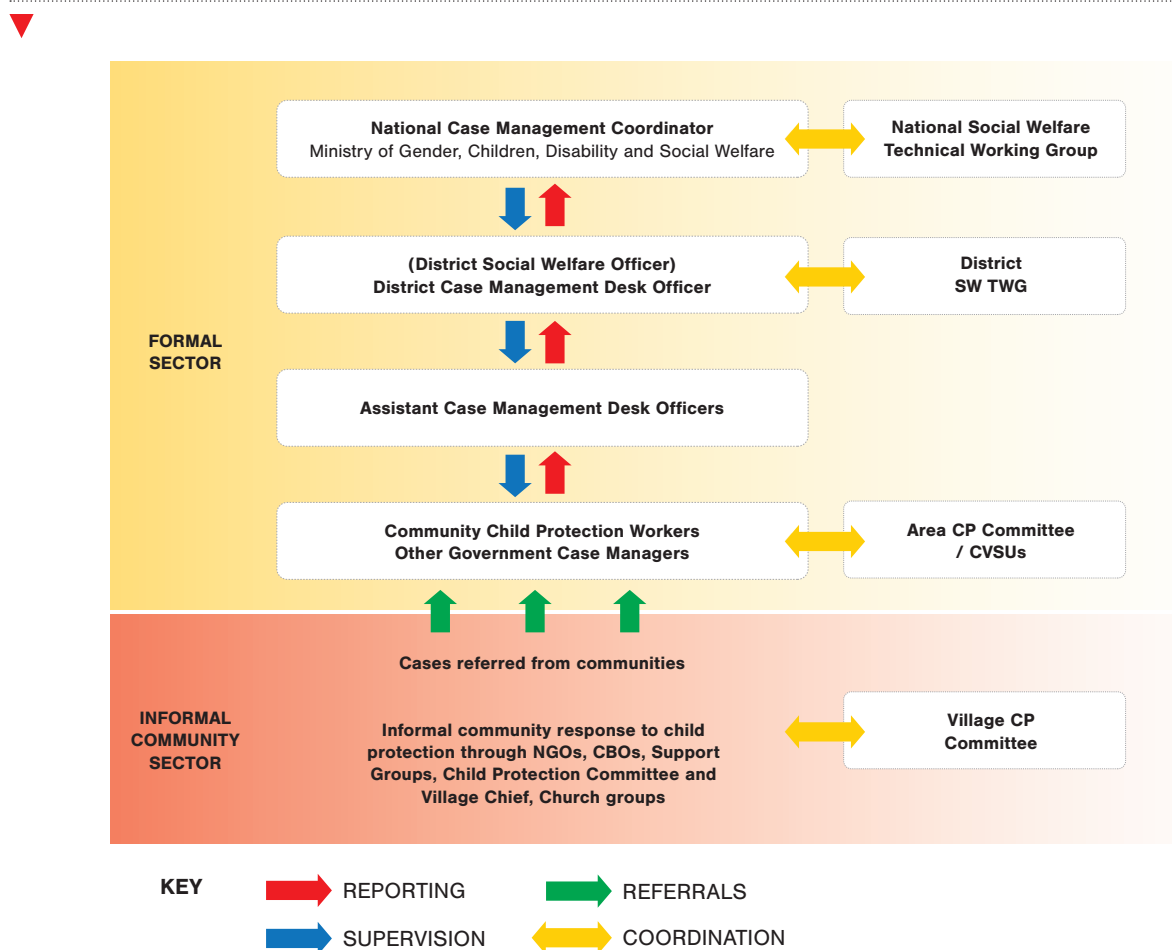 National Case Management Coordinator
Ministry of Gender, Children, Disability and Social Welfare
National Social Welfare
Technical Working Group
(District Social Welfare Officer)
District Case Management Desk Officer
District
SW TWG
FORMAL
SECTOR
Assistant Case Management Desk Officers
Community Child Protection Workers
Other Government Case Managers
Area CP Committee
/ CVSUs
Cases referred from communities
INFORMAL
COMMUNITY
SECTOR
Informal community response to child
protection through NGOs, CBOs, Support
Groups, Child Protection Committee and
Village Chief, Church groups
Village CP
Committee
KEY
REPORTING
REFERRALS
SUPERVISION
COORDINATION